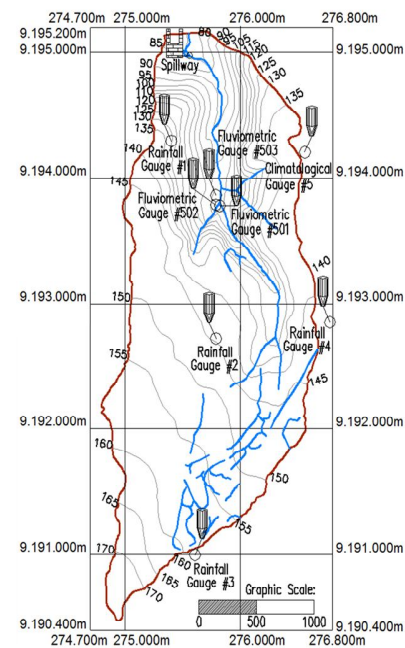 274.700m 275.000m 276.000m 276.800m
9.195.200m 9.195.200m
9.195.000m 9.195.000m
85 80
Spillway
90
95
100
110
120
125
130
135
125
130
135
Fluviometric
Gauge #503
Rainfall
Gauge #1
Climatological
Gauge #5
140
145
9.194.000m 9.194.000m
Fluviometric
Gauge #502
Fluviometric
Gauge #501
140
9.193.000m 9.193.000m
150
Rainfall
Gauge #4
Rainfall
Gauge #2
155
145
9.192.000m 9.192.000m
160
150
165
155
9.191.000m 9.191.000m
170
160
165
170
Rainfall
Gauge #3
Graphic Scale:
0 500 1000
9.190.400m 9.190.400m
274.700m 275.000m 276.000m 276.800m